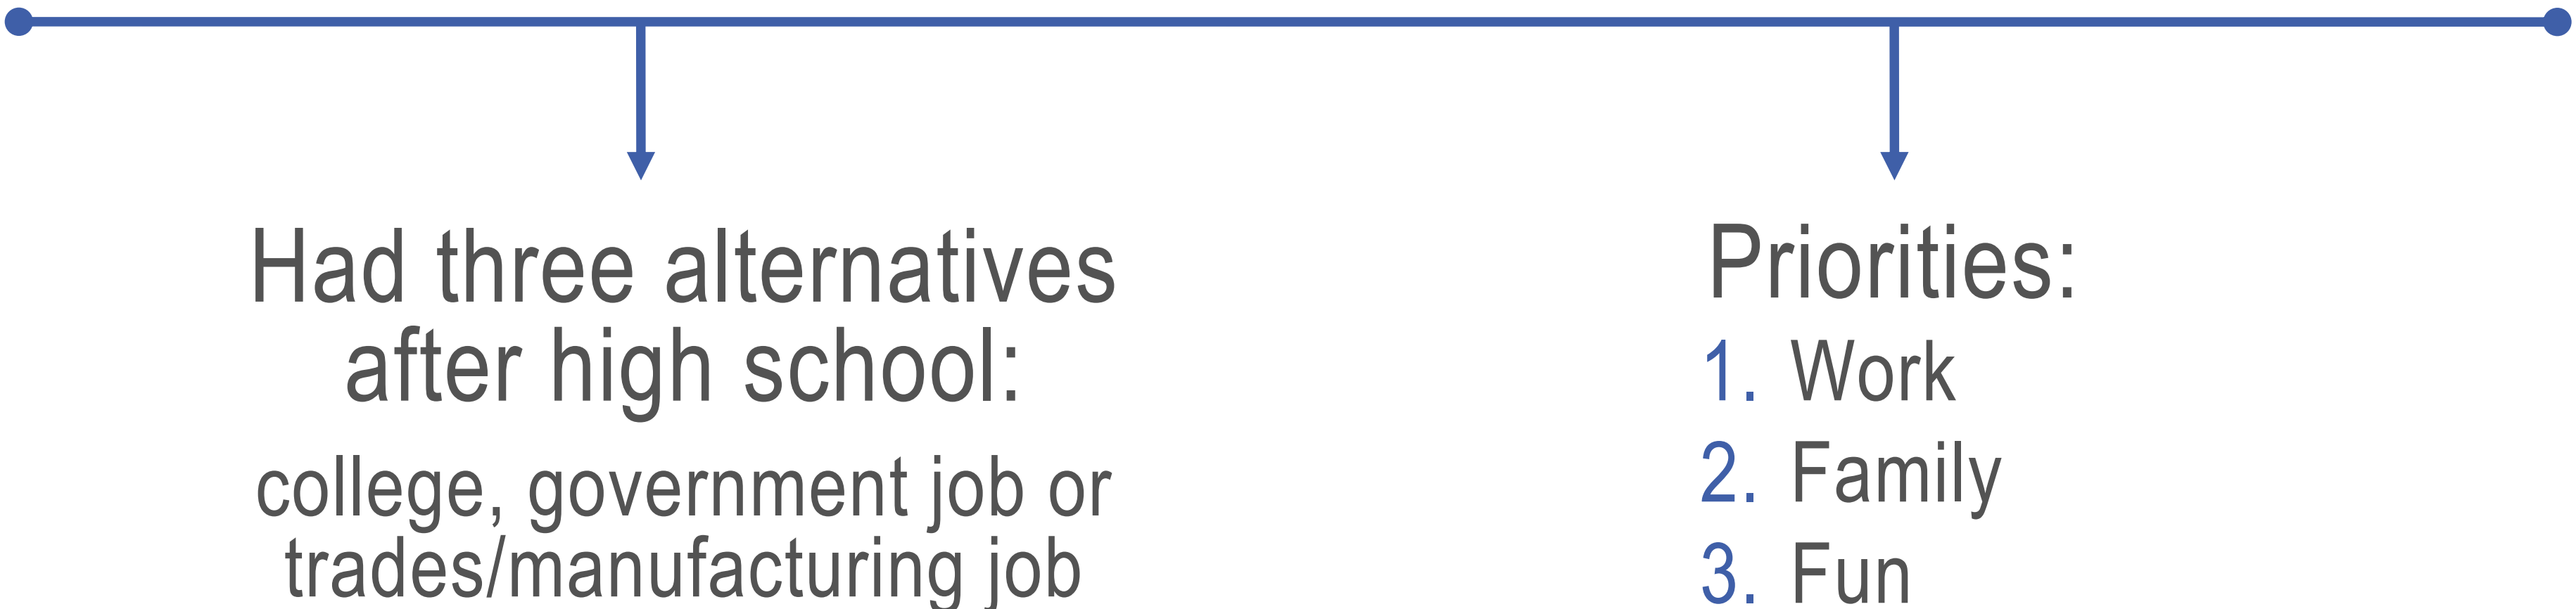 Had three alternatives
after high school:
college, government job or
trades/manufacturing job
Priorities:
1. Work
2. Family
3. Fun